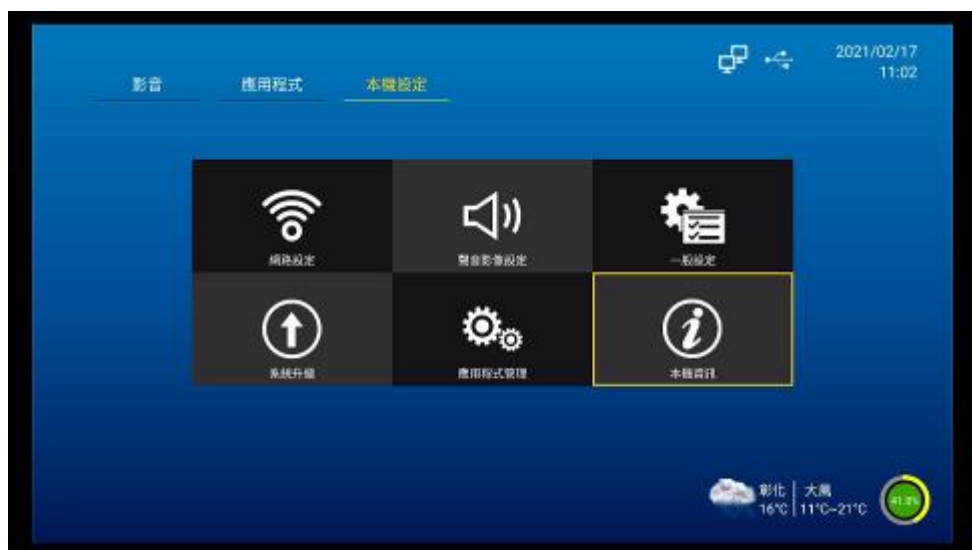 2021/02/17
11:02
影音
應用程式
本機設定
網路設定
聲音影像設定
一般設定
系統升級
應用程式管理
本機資訊
彰化
大風
16°C
11°C~21°C